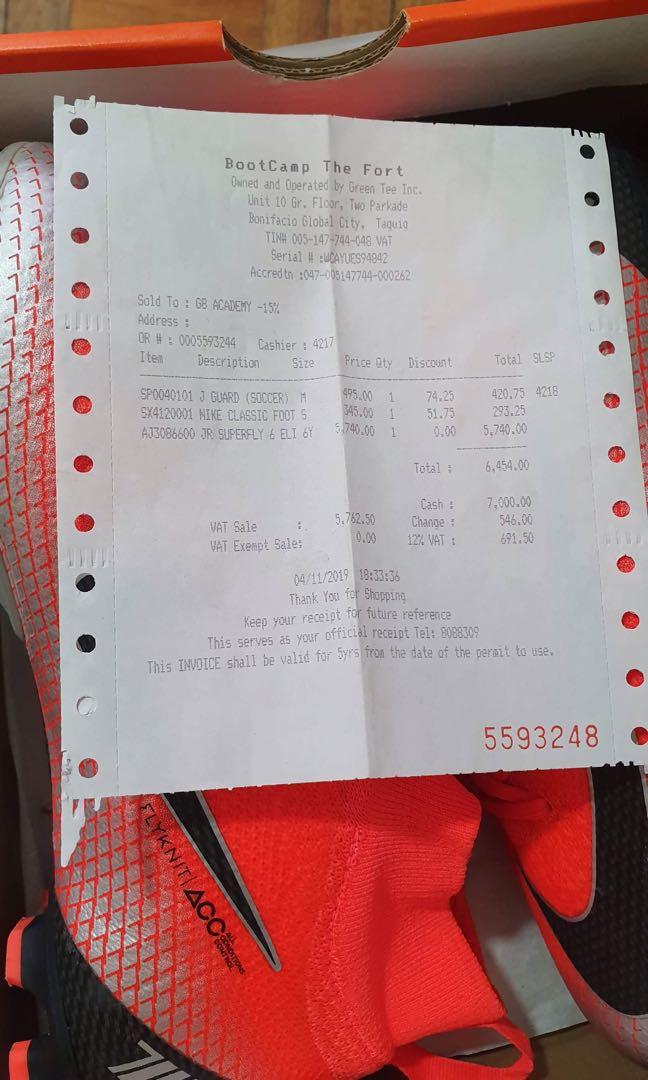 BootCamp The Fort
Owned and Operated by Green Tee Inc.
Unit 10 Gr. Floor, Two Parkade
Bonifacio Global City, Taguig
TIN# 005-147-744-048 VAT
Serial # :WCAYUES94842
Accredtn :047-005147744-000262
Sold To : GB ACADEMY -15%
Address :
OR # : 0005593244 Cashier : 4217
Item Description Size Price Qty Discount Total SLSP
SP0040101 J GUARD (SOCCER) M 495.00 1 74.25 420.75 4218
SX4120001 NIKE CLASSIC FOOT S 345.00 1 51.75 293.25
AJ3086600 JR SUPERFLY 6 ELI 6Y 5,740.00 1 0.00 5,740.00
Total : 6,454.00
Cash : 7,000.00
VAT Sale : 5,762.50 Change : 546.00
VAT Exempt Sale: 0.00 12% VAT : 691.50
04/11/2019 18:33:36
Thank You for Shopping
Keep your receipt for future reference
This serves as your official receipt Tel: 8088309
This INVOICE shall be valid for 5yrs from the date of the permit to use.
5593248
FLYKNIT | ACC
ALL
CONDITIONS
CONTROL